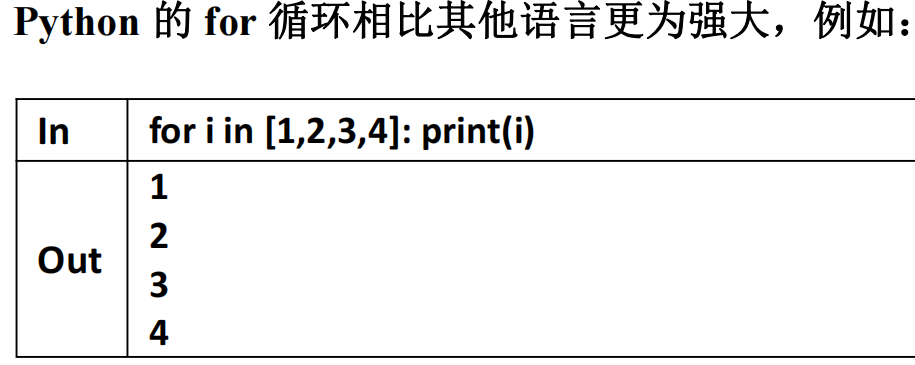 Python 的 for 循环相比其他语言更为强大，例如：
In for i in [1,2,3,4]: print(i)
1
2
Out
3
4